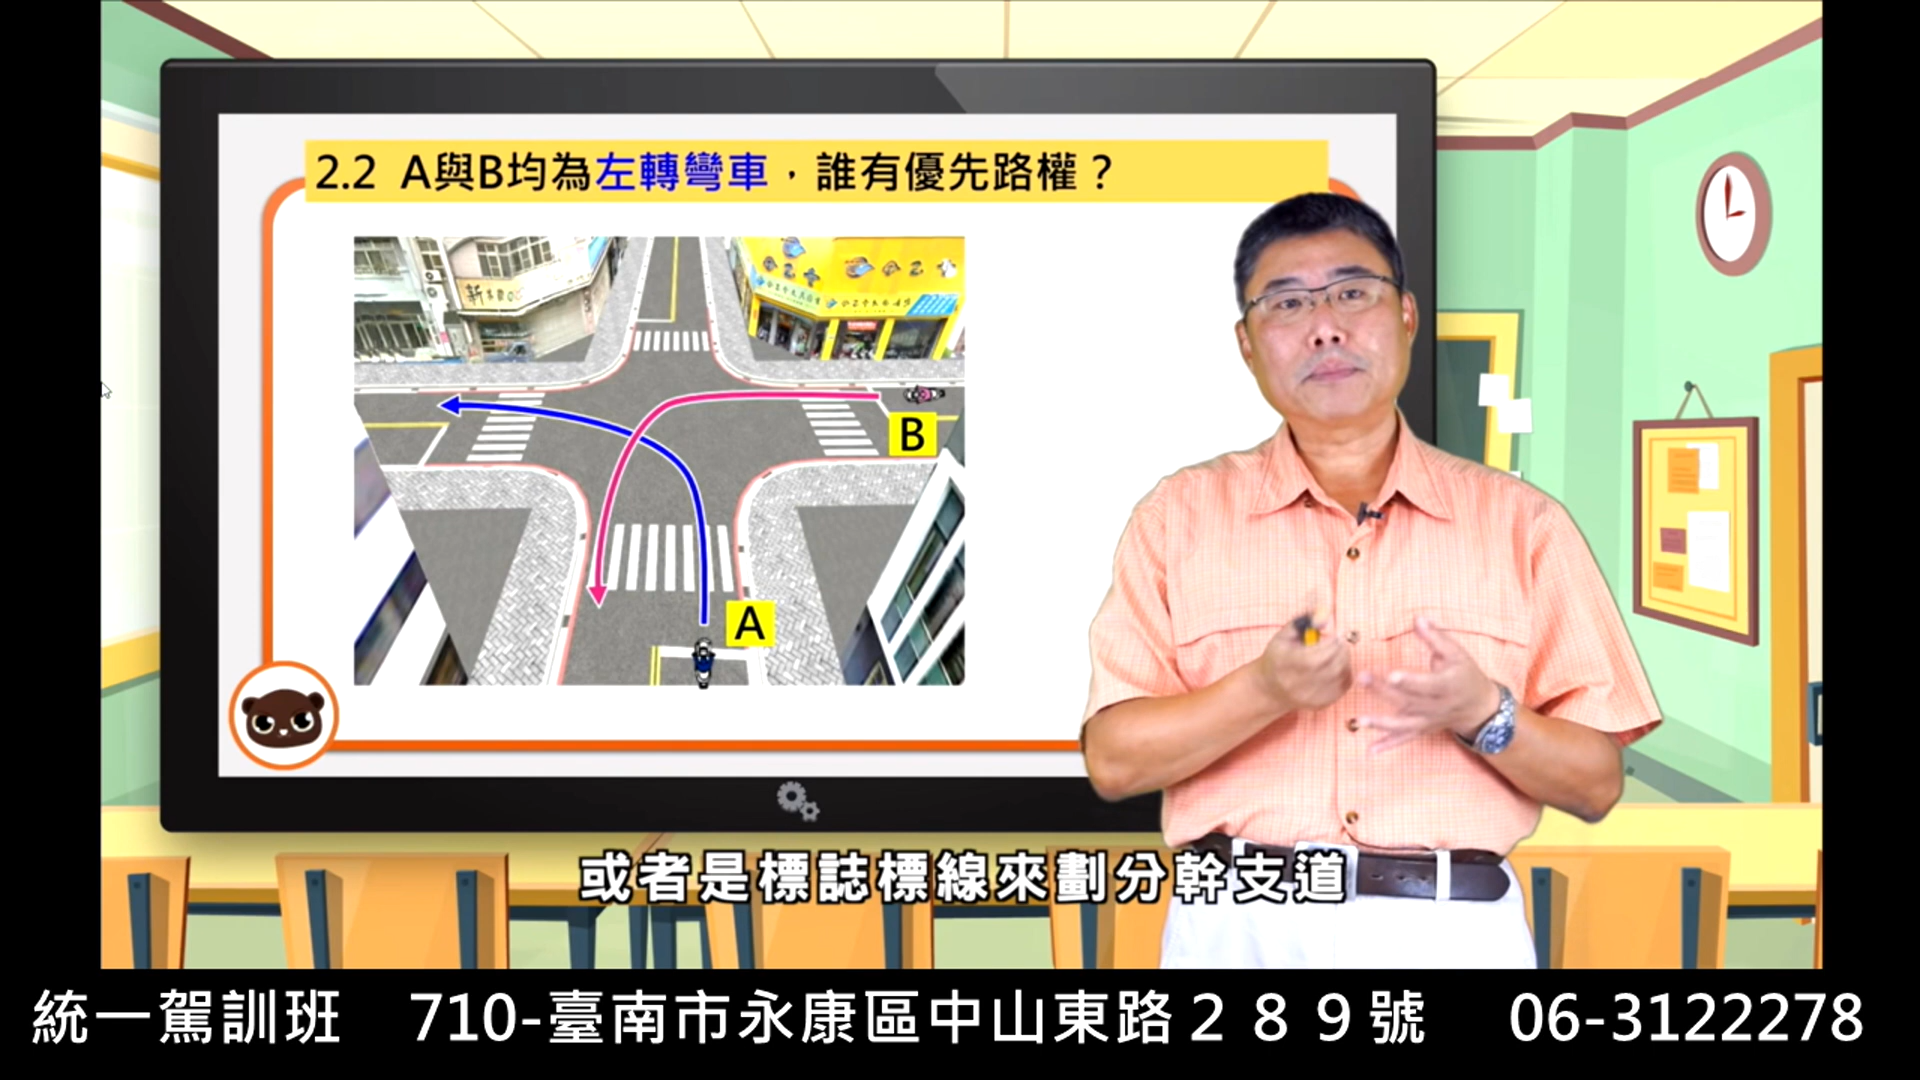 2.2 A與B均為左轉彎車，誰有優先路權？
B
A
或者是標誌標線來劃分幹支道
統一駕訓班 710-臺南市永康區中山東路２８９號 06-3122278